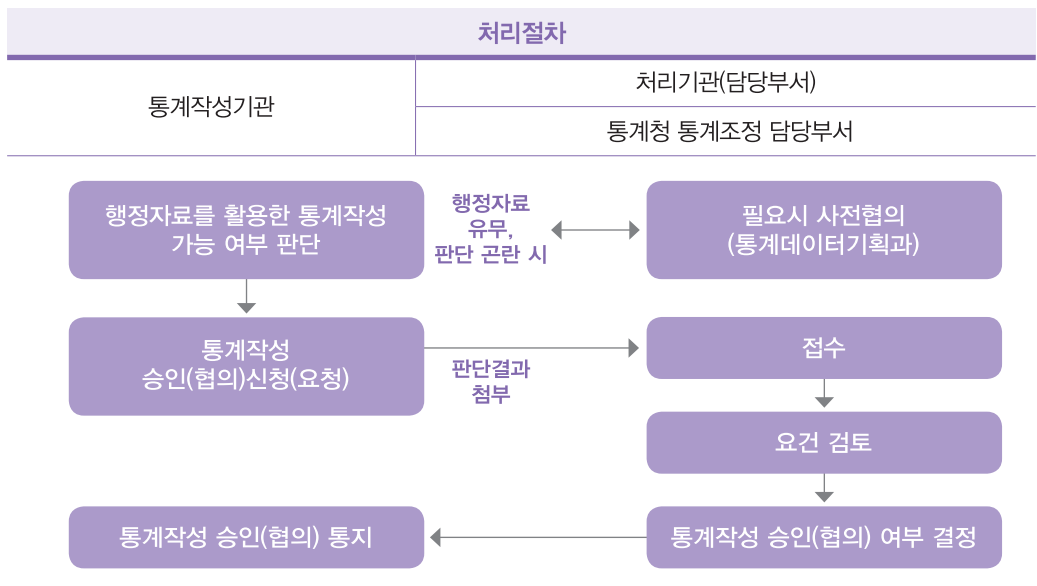 처리절차
통계작성기관
처리기관(담당부서)
통계청 통계조정 담당부서
행정자료를 활용한 통계작성
가능 여부 판단
행정자료
유무,
판단 곤란 시
필요시 사전협의
(통계데이터기획과)
통계작성
승인(협의)신청(요청)
판단결과
첨부
접수
요건 검토
통계작성 승인(협의) 통지
통계작성 승인(협의) 여부 결정